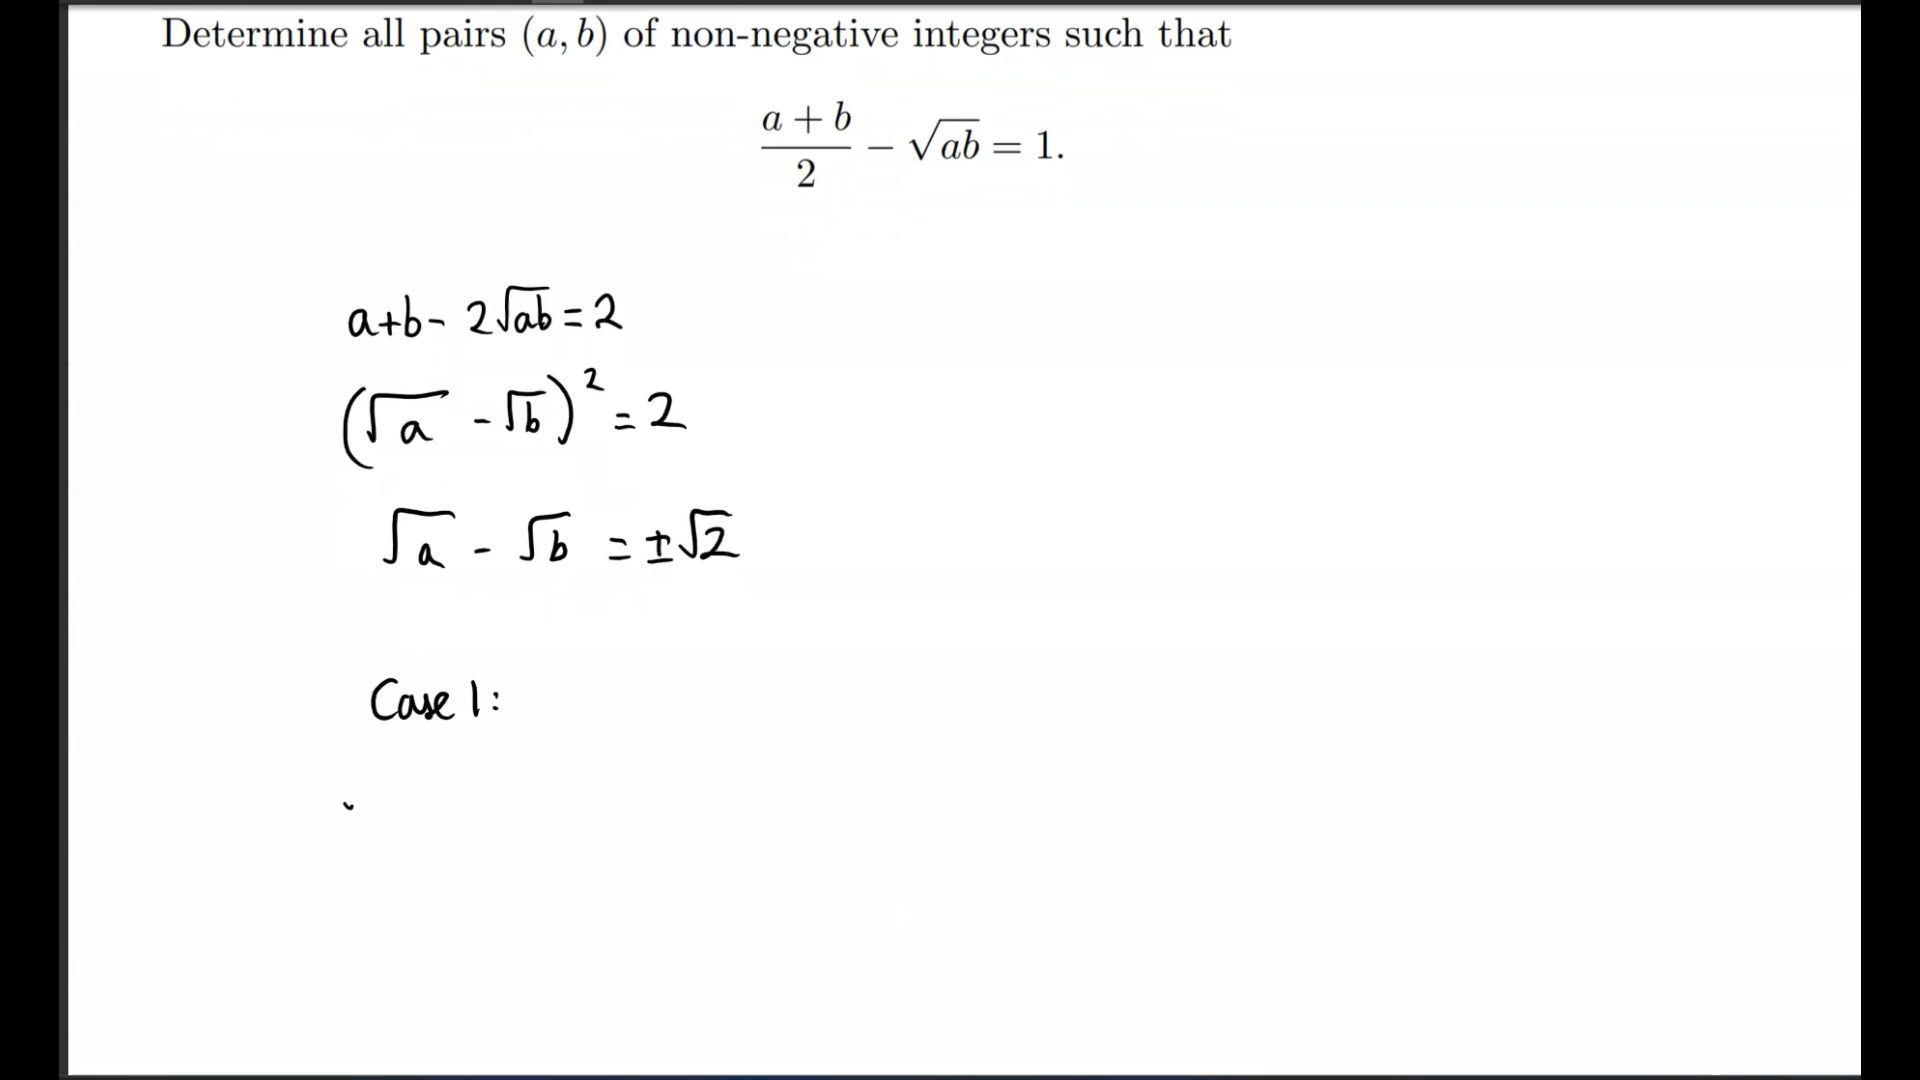 Determine all pairs (a, b) of non-negative integers such that
\frac{a + b}{2} − √ab = 1.
a+b- 2√ab = 2
(√a - √b)² = 2
√a - √b = ±√2
Case 1: